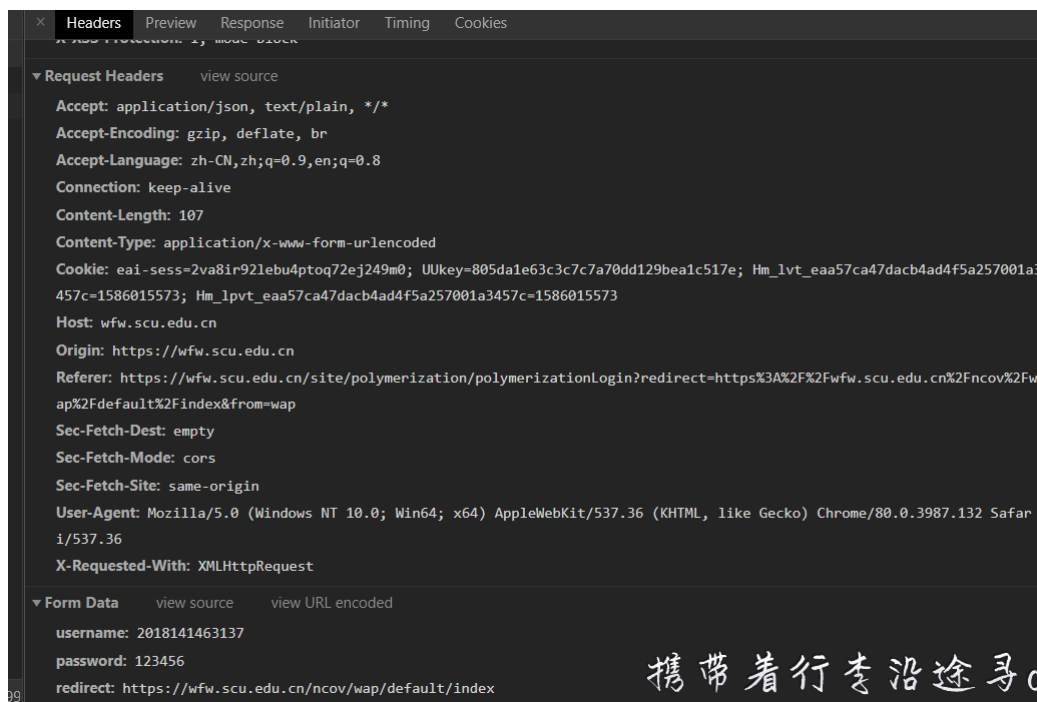 × Headers Preview Response Initiator Timing Cookies
X-XSS-Protection: 1; mode=block
▼Request Headers view source
Accept: application/json, text/plain, */*
Accept-Encoding: gzip, deflate, br
Accept-Language: zh-CN,zh;q=0.9,en;q=0.8
Connection: keep-alive
Content-Length: 107
Content-Type: application/x-www-form-urlencoded
Cookie: eai-sess=2va8ir92lebu4ptoq72ej249m0; UUkey=805da1e63c3c7c7a70dd129bea1c517e; Hm_lvt_eaa57ca47dacb4ad4f5a257001a3
457c=1586015573; Hm_lpvt_eaa57ca47dacb4ad4f5a257001a3457c=1586015573
Host: wfw.scu.edu.cn
Origin: https://wfw.scu.edu.cn
Referer: https://wfw.scu.edu.cn/site/polymerization/polymerizationLogin?redirect=https%3A%2F%2Fwfw.scu.edu.cn%2Fncov%2Fw
ap%2Fdefault%2Findex&from=wap
Sec-Fetch-Dest: empty
Sec-Fetch-Mode: cors
Sec-Fetch-Site: same-origin
User-Agent: Mozilla/5.0 (Windows NT 10.0; Win64; x64) AppleWebKit/537.36 (KHTML, like Gecko) Chrome/80.0.3987.132 Safar
i/537.36
X-Requested-With: XMLHttpRequest
▼Form Data view source view URL encoded
username: 2018141463137
password: 123456
redirect: https://wfw.scu.edu.cn/ncov/wap/default/index
99
携带着行李沿途寻